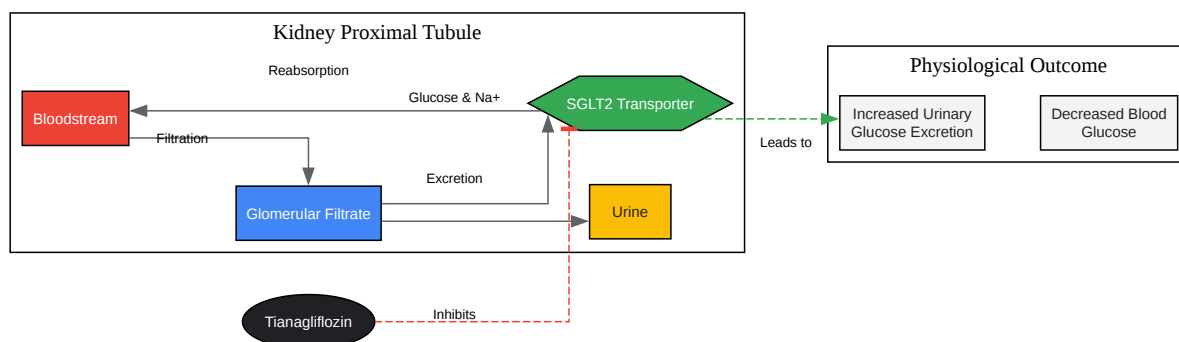 Kidney Proximal Tubule
Reabsorption
Glucose & Na+
SGLT2 Transporter
Bloodstream
Filtration
Excretion
Glomerular Filtrate
Urine
Tianagliflozin
Inhibits
Leads to
Physiological Outcome
Increased Urinary
Glucose Excretion
Decreased Blood
Glucose